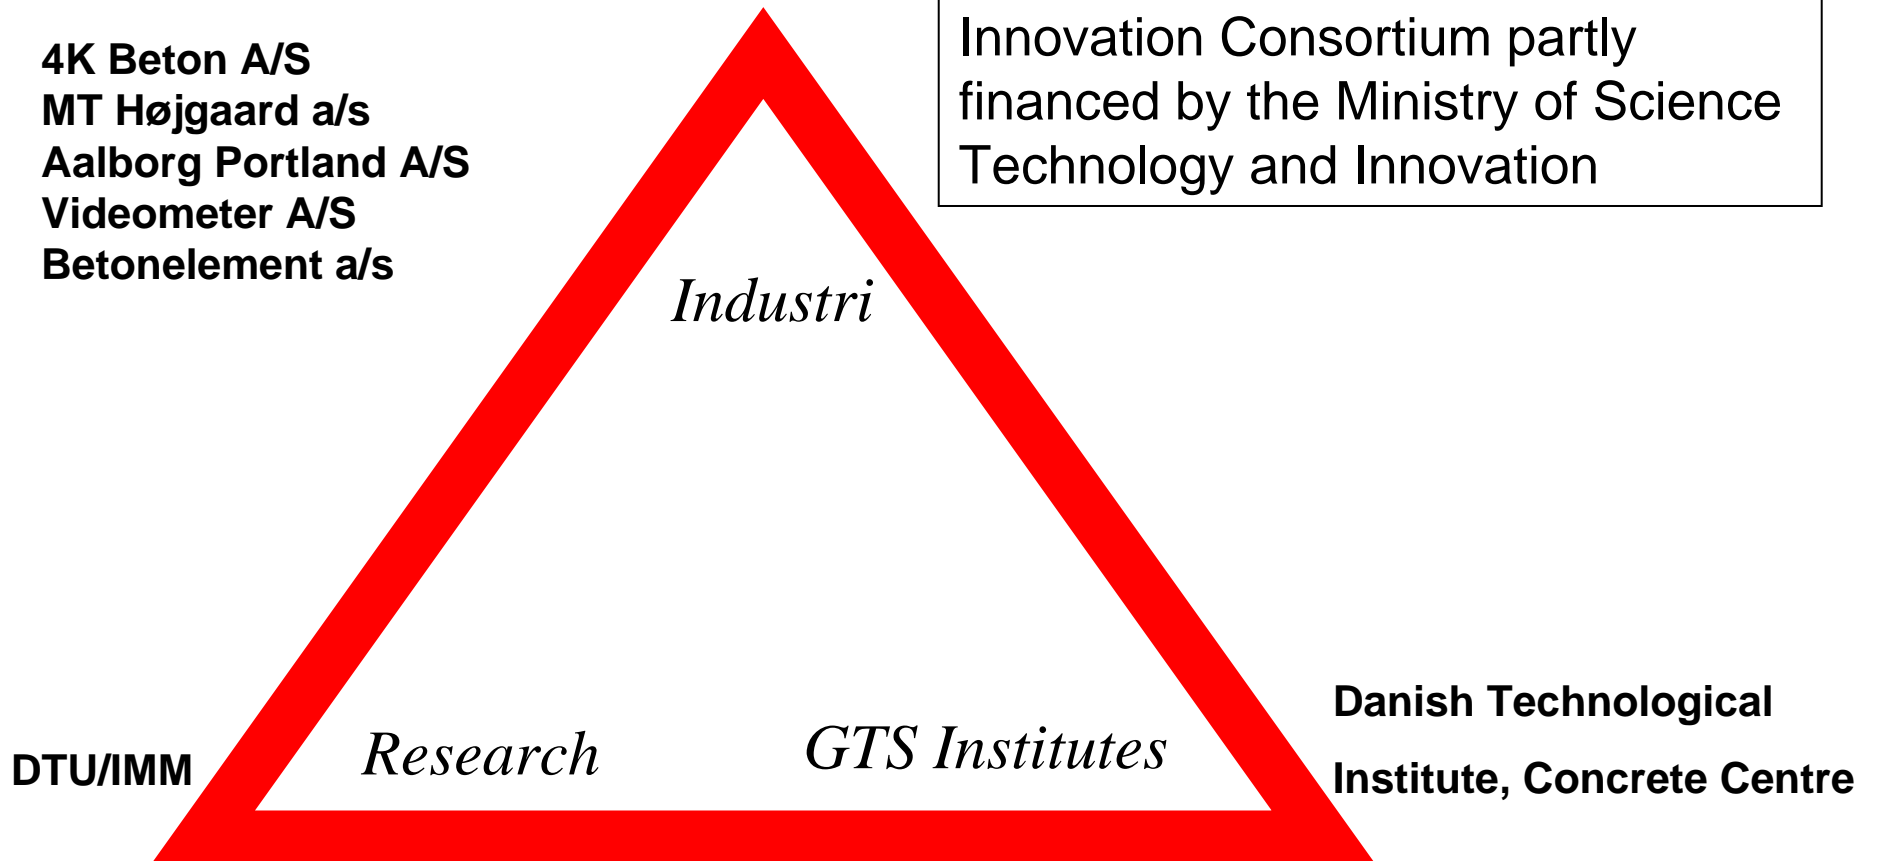 4K Beton A/S
MT Højgaard a/s
Aalborg Portland A/S
Videometer A/S
Betonelement a/s
Innovation Consortium partly
financed by the Ministry of Science
Technology and Innovation
Industri
Research
GTS Institutes
DTU/IMM
Danish Technological
Institute, Concrete Centre